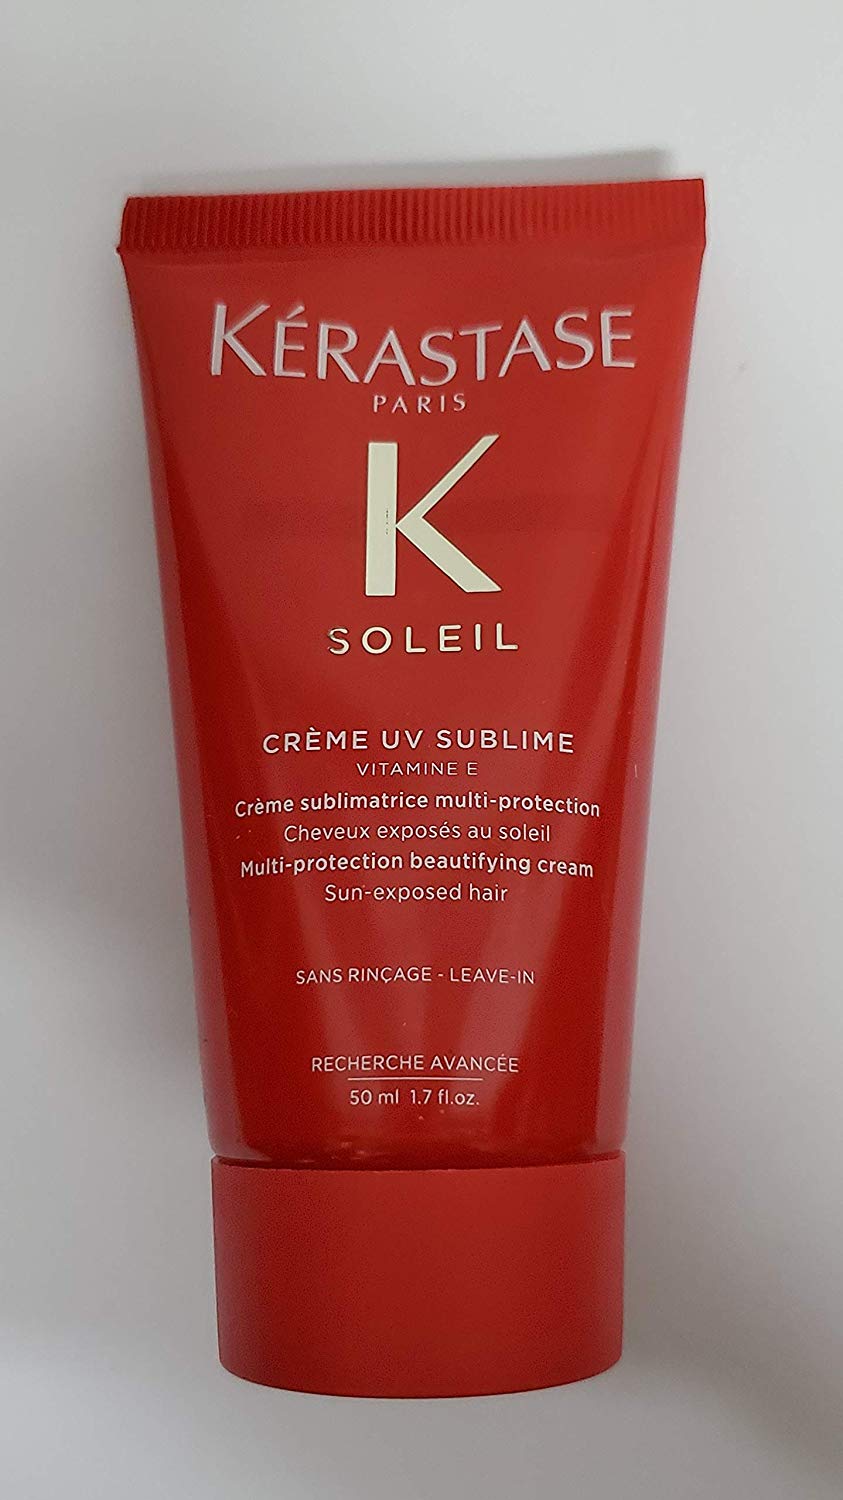 KÉRASTASE
PARIS
K
SOLEIL
CRÈME UV SUBLIME
VITAMINE E
Crème sublimatrice multi-protection
Cheveux exposés au soleil
Multi-protection beautifying cream
Sun-exposed hair
SANS RINÇAGE - LEAVE-IN
RECHERCHE AVANCÉE
50 ml 1.7 fl.oz.